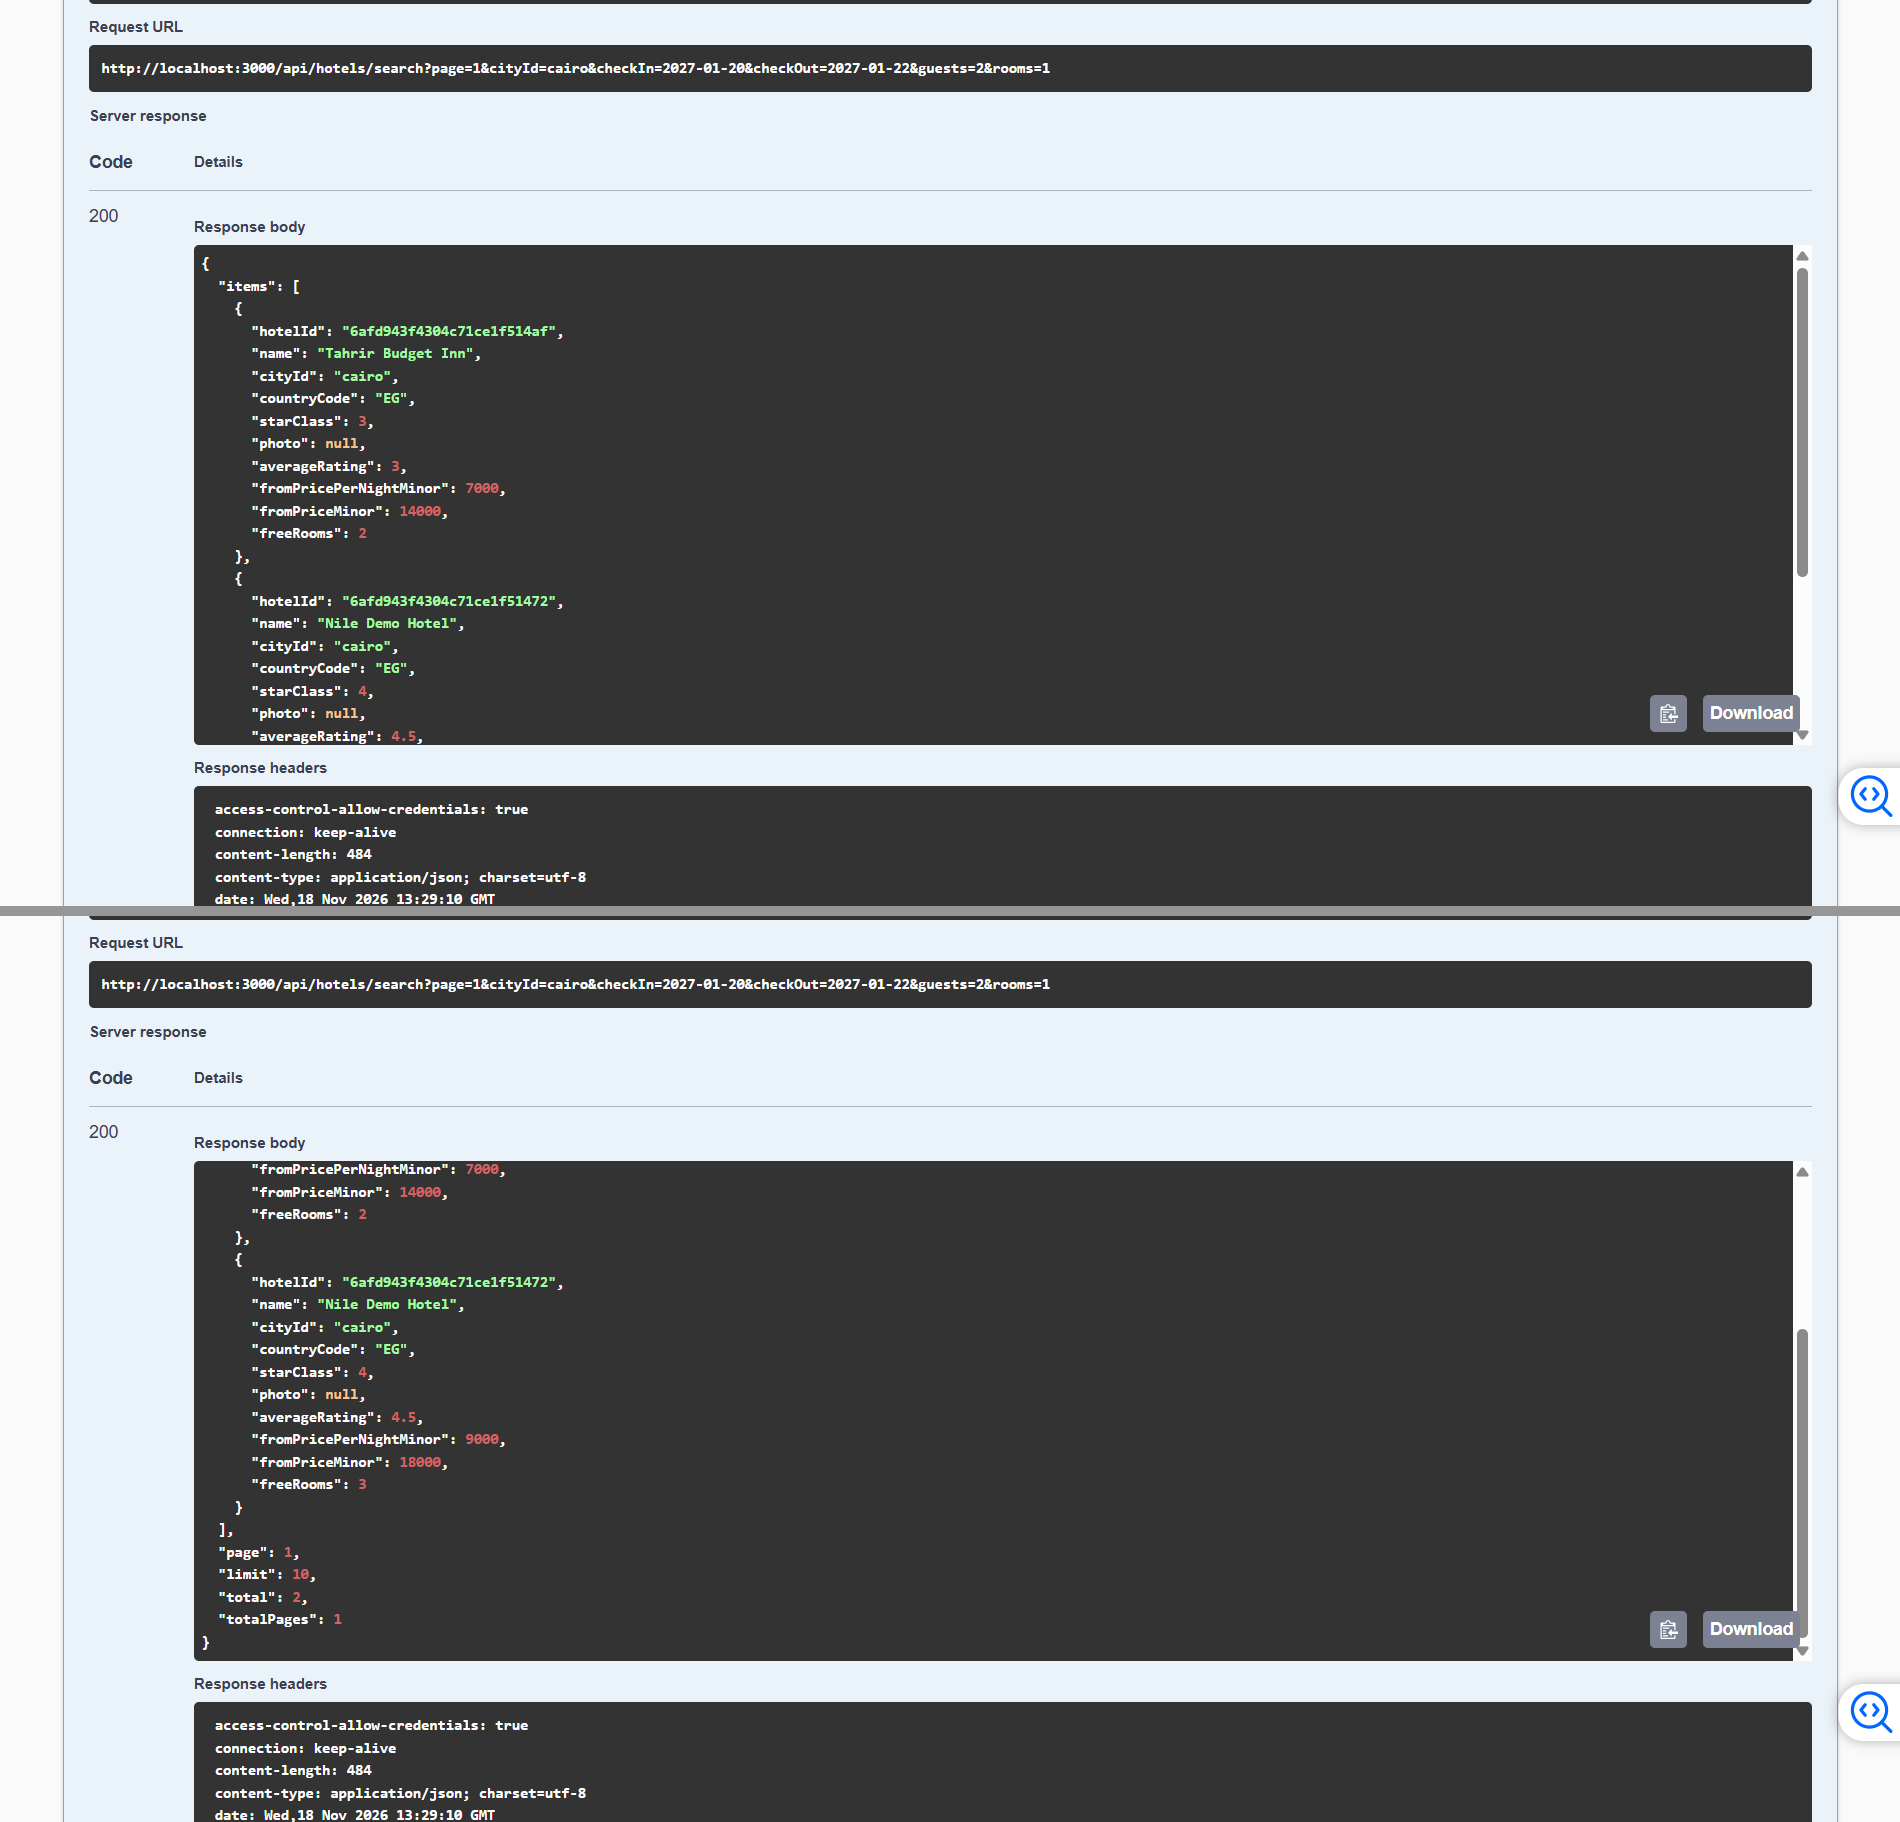 Request URL
http://localhost:3000/api/hotels/search?page=1&cityId=cairo&checkIn=2027-01-20&checkOut=2027-01-22&guests=2&rooms=1
Server response
Code Details
200
Response body
{
"items": [
{
"hotelId": "6afd943f4304c71ce1f514af",
"name": "Tahrir Budget Inn",
"cityId": "cairo",
"countryCode": "EG",
"starClass": 3,
"photo": null,
"averageRating": 3,
"fromPricePerNightMinor": 7000,
"fromPriceMinor": 14000,
"freeRooms": 2
},
{
"hotelId": "6afd943f4304c71ce1f51472",
"name": "Nile Demo Hotel",
"cityId": "cairo",
"countryCode": "EG",
"starClass": 4,
"photo": null,
"averageRating": 4.5,
Download
Response headers
access-control-allow-credentials: true
connection: keep-alive
content-length: 484
content-type: application/json; charset=utf-8
date: Wed,18 Nov 2026 13:29:10 GMT
Request URL
http://localhost:3000/api/hotels/search?page=1&cityId=cairo&checkIn=2027-01-20&checkOut=2027-01-22&guests=2&rooms=1
Server response
Code Details
200
Response body
"fromPricePerNightMinor": 7000,
"fromPriceMinor": 14000,
"freeRooms": 2
},
{
"hotelId": "6afd943f4304c71ce1f51472",
"name": "Nile Demo Hotel",
"cityId": "cairo",
"countryCode": "EG",
"starClass": 4,
"photo": null,
"averageRating": 4.5,
"fromPricePerNightMinor": 9000,
"fromPriceMinor": 18000,
"freeRooms": 3
}
],
"page": 1,
"limit": 10,
"total": 2,
"totalPages": 1
}
Download
Response headers
access-control-allow-credentials: true
connection: keep-alive
content-length: 484
content-type: application/json; charset=utf-8
date: Wed,18 Nov 2026 13:29:10 GMT